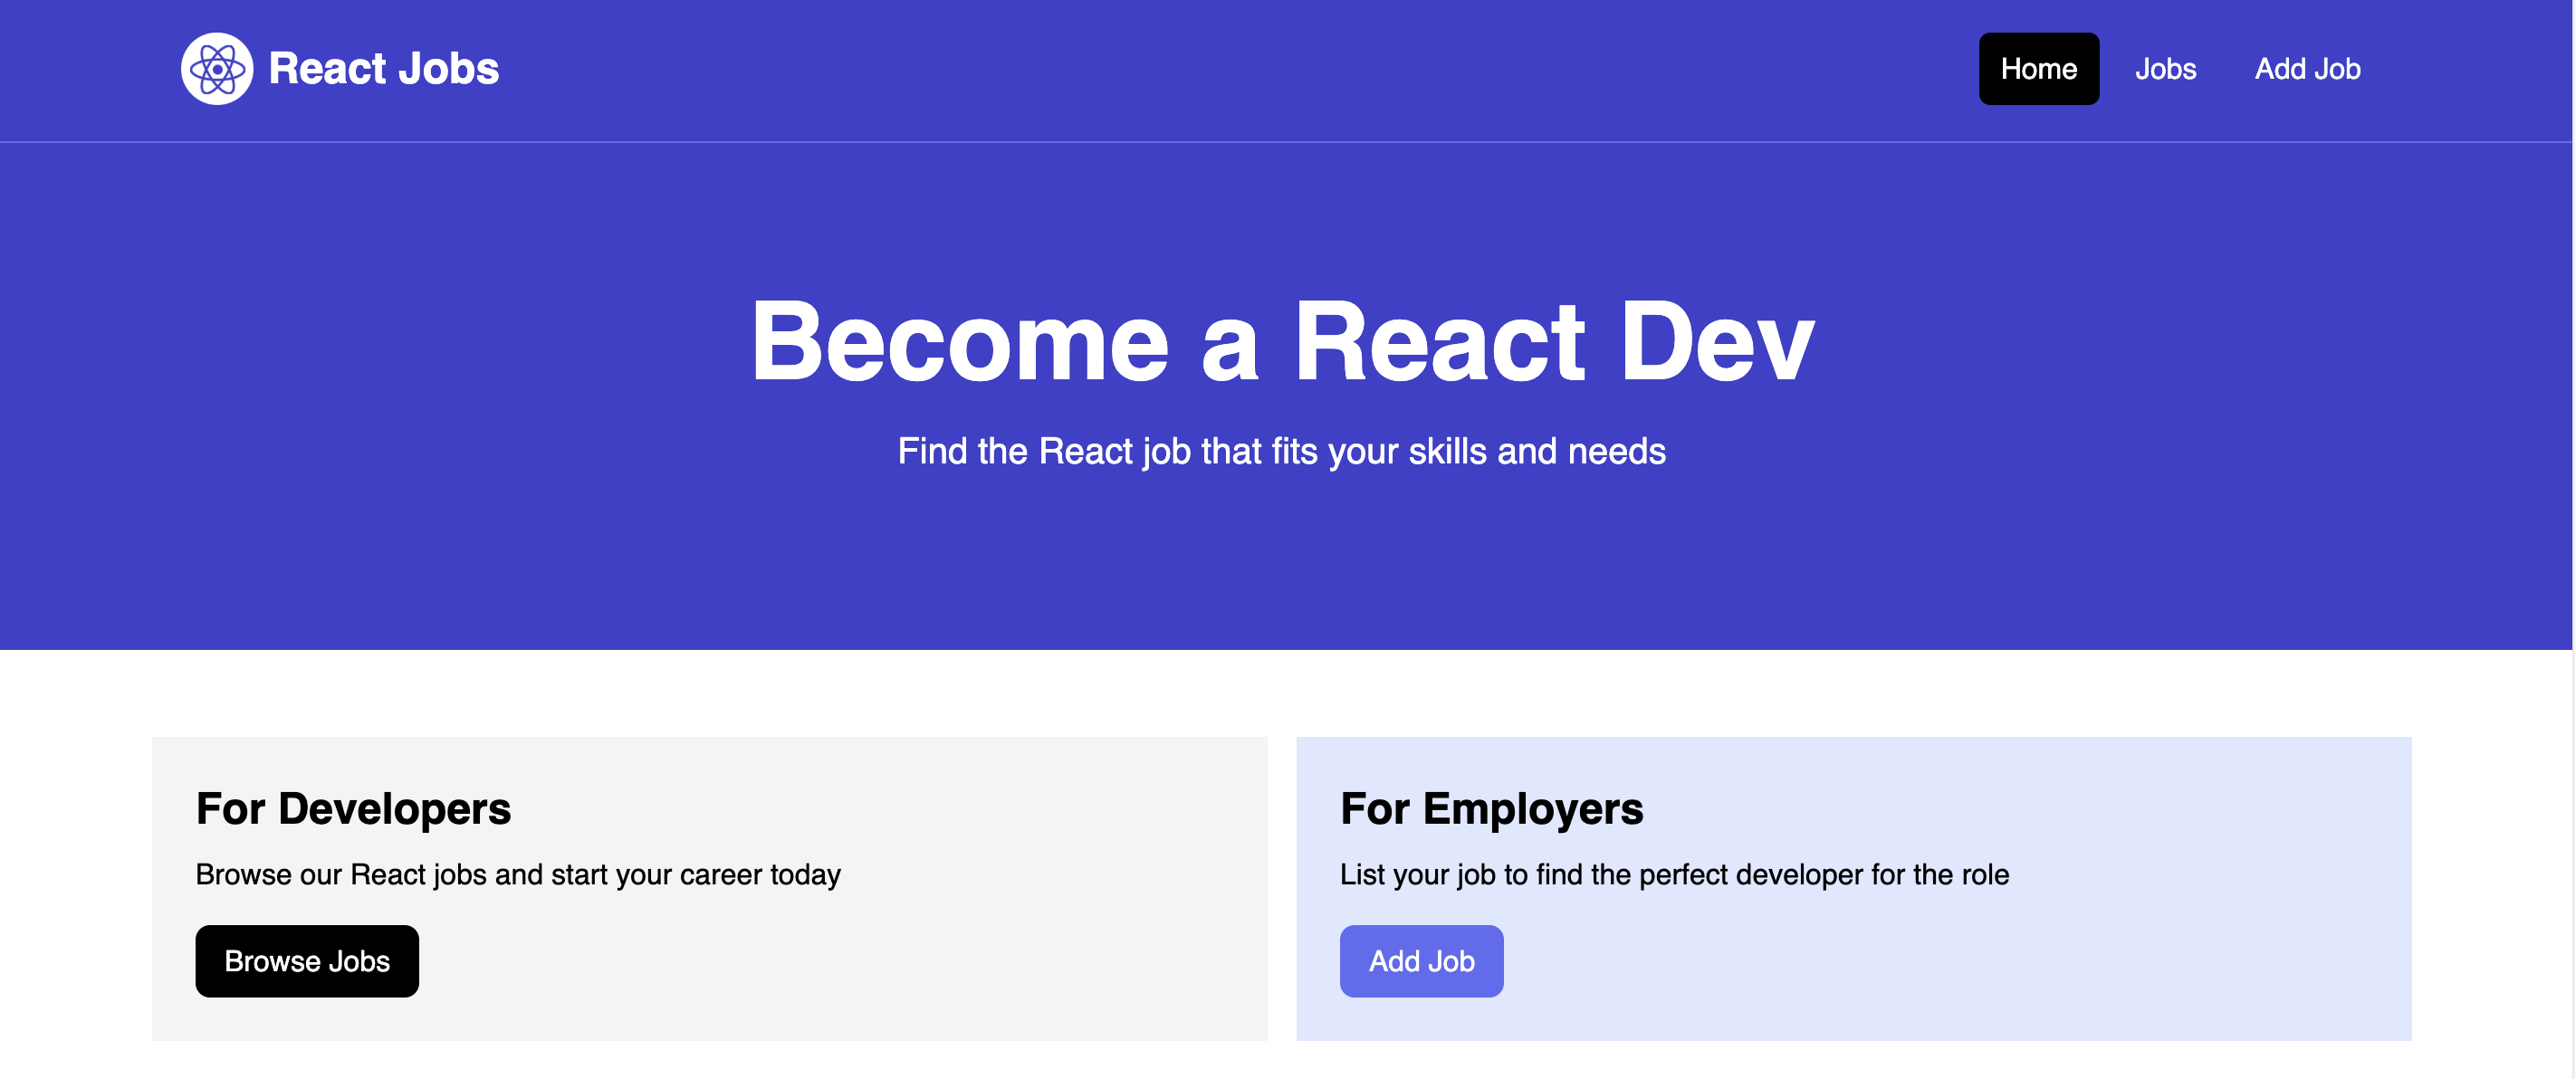 React Jobs
Home
Jobs
Add Job
Become a React Dev
Find the React job that fits your skills and needs
For Developers
Browse our React jobs and start your career today
Browse Jobs
For Employers
List your job to find the perfect developer for the role
Add Job